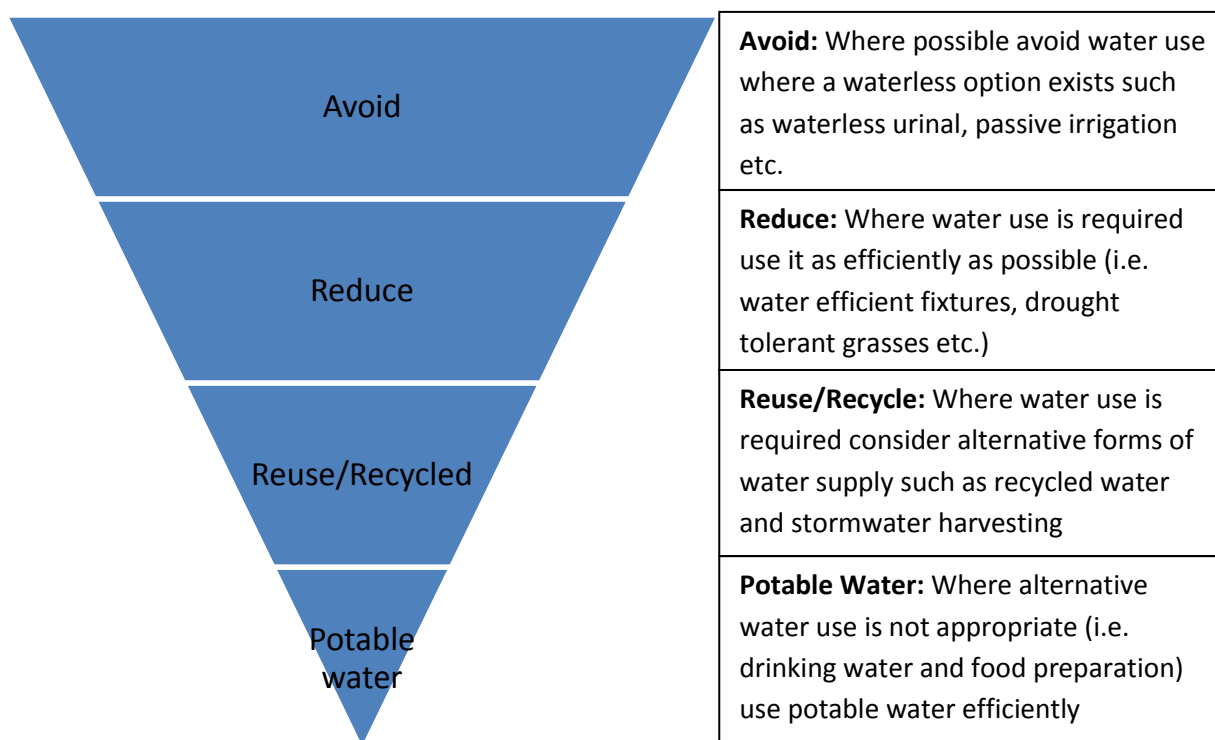 Avoid
Avoid: Where possible avoid water use
where a waterless option exists such
as waterless urinal, passive irrigation
etc.
Reduce
Reduce: Where water use is required
use it as efficiently as possible (i.e.
water efficient fixtures, drought
tolerant grasses etc.)
Reuse/Recycled
Reuse/Recycle: Where water use is
required consider alternative forms of
water supply such as recycled water
and stormwater harvesting
Potable
water
Potable Water: Where alternative
water use is not appropriate (i.e.
drinking water and food preparation)
use potable water efficiently